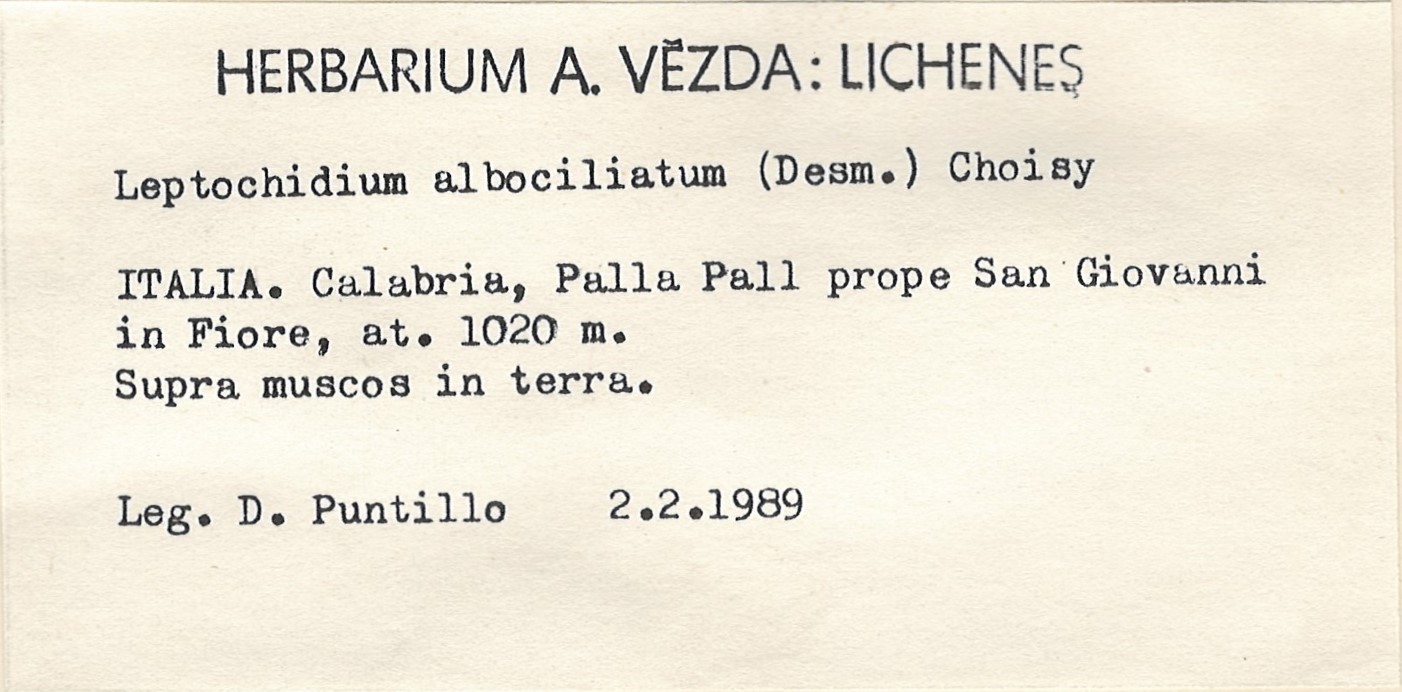 HERBARIUM A. VĚZDA: LICHENES
Leptochidium albociliatum (Desm.) Choisy
ITALIA. Calabria, Palla Pall prope San Giovanni
in Fiore, at. 1020 m.
Supra muscos in terra.
Leg. D. Puntillo 2.2.1989